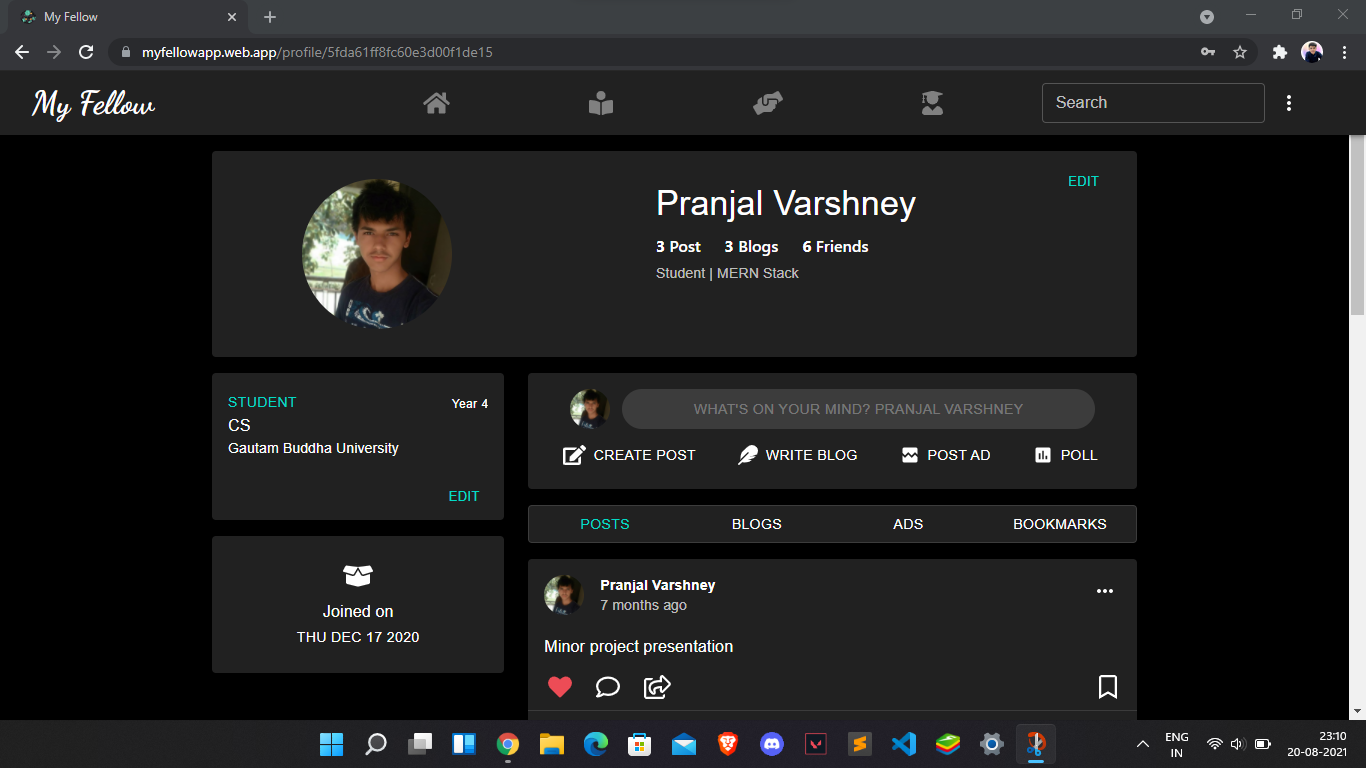 My Fellow
myfellowapp.web.app/profile/5fda61ff8fc60e3d00f1de15
My Fellow
Search
EDIT
Pranjal Varshney
3 Post 3 Blogs 6 Friends
Student | MERN Stack
STUDENT Year 4
CS
Gautam Buddha University
EDIT
Joined on
THU DEC 17 2020
WHAT'S ON YOUR MIND? PRANJAL VARSHNEY
CREATE POST WRITE BLOG POST AD POLL
POSTS BLOGS ADS BOOKMARKS
Pranjal Varshney
7 months ago
Minor project presentation
ENG
IN
23:10
20-08-2021